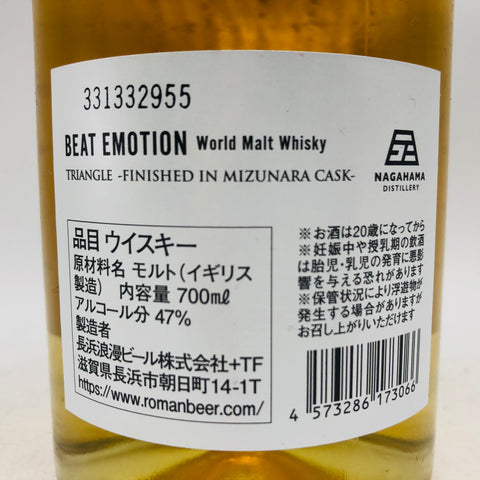 331332955
BEAT EMOTION World Malt Whisky
TRIANGLE -FINISHED IN MIZUNARA CASK-
NAGAHAMA
DISTILLERY
品目 ウイスキー
原材料名 モルト(イギリス
製造) 内容量 700mℓ
アルコール分 47%
製造者
長浜浪漫ビール株式会社+TF
滋賀県長浜市朝日町14-1T
https://www.romanbeer.com/
※お酒は20歳になってから
※妊娠中や授乳期の飲酒
は胎児・乳児の発育に悪影
響を与える恐れがあります
※保管状況により浮遊物が
発生する場合がありますが
お召し上がりいただけます
4 573286 173066